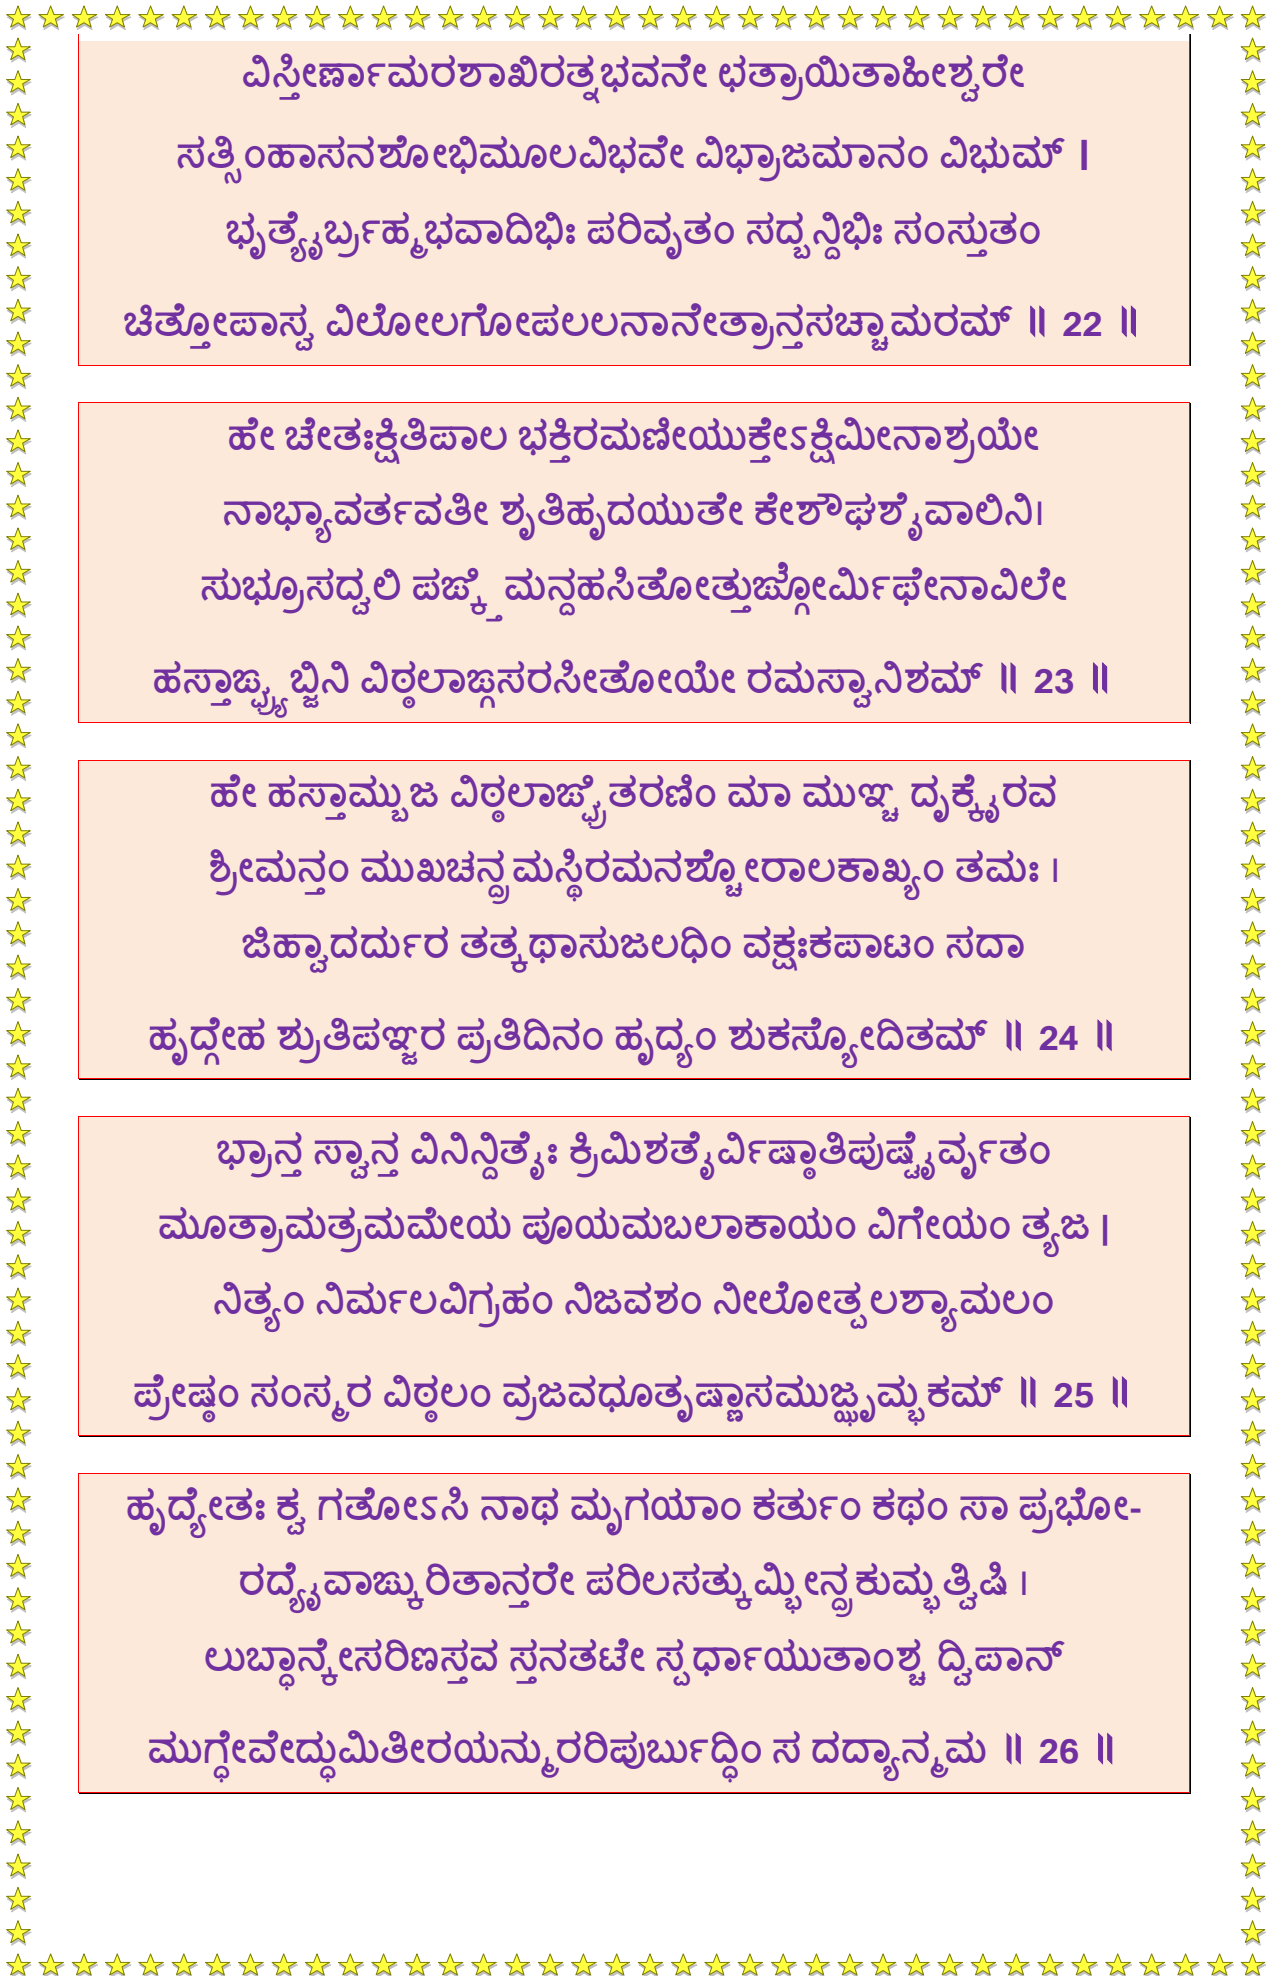 ವಿಸ್ತೀರ್ಣಾಮರಶಾಖಿರತ್ನಭವನೇ ಛತ್ರಾಯಿತಾಹೀಶ್ವರೇ
ಸತ್ಸಿಂಹಾಸನಶೋಭಿಮೂಲವಿಭವೇ ವಿಭ್ರಾಜಮಾನಂ ವಿಭುಮ್ |
ಭೃತ್ಯೈರ್ಬ್ರಹ್ಮಭವಾದಿಭಿಃ ಪರಿವೃತಂ ಸದ್ಬನ್ದಿಭಿಃ ಸಂಸ್ತುತಂ
ಚಿತ್ತೋಪಾಸ್ವ ವಿಲೋಲಗೋಪಲಲನಾನೇತ್ರಾನ್ತಸಚ್ಚಾಮರಮ್ ॥ 22 ॥
ಹೇ ಚೇತಃಕ್ಷಿತಿಪಾಲ ಭಕ್ತಿರಮಣೀಯುಕ್ತೇಽಕ್ಷಿಮೀನಾಶ್ರಯೇ
ನಾಭ್ಯಾವರ್ತವತೀ ಶೃತಿಹೃದಯುತೇ ಕೇಶೌಘಶೈವಾಲಿನಿ।
ಸುಭ್ರೂಸದ್ವಲಿ ಪಙ್ಕ್ತಿ ಮನ್ದಹಸಿತೋತ್ತುಙ್ಗೋರ್ಮಿಫೇನಾವಿಲೇ
ಹಸ್ತಾಙ್ಘ್ರ್ಯಬ್ಜಿನಿ ವಿಠ್ಠಲಾಙ್ಗಸರಸೀತೋಯೇ ರಮಸ್ವಾನಿಶಮ್ ॥ 23 ॥
ಹೇ ಹಸ್ತಾಮ್ಬುಜ ವಿಠ್ಠಲಾಙ್ಘ್ರಿತರಣಿಂ ಮಾ ಮುಞ್ಚ ದೃಕ್ಕೈರವ
ಶ್ರೀಮನ್ತಂ ಮುಖಚನ್ದ್ರಮಸ್ಥಿರಮನಶ್ಚೋರಾಲಕಾಖ್ಯಂ ತಮಃ ।
ಜಿಹ್ವಾದರ್ದುರ ತತ್ಕಥಾಸುಜಲಧಿಂ ವಕ್ಷಃಕಪಾಟಂ ಸದಾ
ಹೃದ್ಗೇಹ ಶ್ರುತಿಪಞ್ಜರ ಪ್ರತಿದಿನಂ ಹೃದ್ಯಂ ಶುಕಸ್ಯೋದಿತಮ್ ॥ 24 ॥
ಭ್ರಾನ್ತ ಸ್ವಾನ್ತ ವಿನಿನ್ದಿತೈಃ ಕ್ರಿಮಿಶತೈರ್ವಿಷ್ಠಾತಿಪುಷ್ಟೈರ್ವೃತಂ
ಮೂತ್ರಾಮತ್ರಮಮೇಯ ಪೂಯಮಬಲಾಕಾಯಂ ವಿಗೇಯಂ ತ್ಯಜ |
ನಿತ್ಯಂ ನಿರ್ಮಲವಿಗ್ರಹಂ ನಿಜವಶಂ ನೀಲೋತ್ಪಲಶ್ಯಾಮಲಂ
ಪ್ರೇಷ್ಠಂ ಸಂಸ್ಮರ ವಿಠ್ಠಲಂ ವ್ರಜವಧೂತೃಷ್ಣಾಸಮುಜ್ಝೃಮ್ಭಕಮ್ ॥ 25 ॥
ಹೃದ್ಯೇತಃ ಕ್ವ ಗತೋಽಸಿ ನಾಥ ಮೃಗಯಾಂ ಕರ್ತುಂ ಕಥಂ ಸಾ ಪ್ರಭೋ-
ರದ್ಯೈವಾಙ್ಕುರಿತಾನ್ತರೇ ಪರಿಲಸತ್ಕುಮ್ಭೀನ್ದ್ರಕುಮ್ಭತ್ವಿಷಿ ।
ಲುಬ್ಧಾನ್ಕೇಸರಿಣಸ್ತವ ಸ್ತನತಟೇ ಸ್ಪರ್ಧಾಯುತಾಂಶ್ಚ ದ್ವಿಪಾನ್
ಮುಗ್ಧೇವೇದ್ಧುಮಿತೀರಯನ್ಮುರರಿಪುರ್ಬುದ್ಧಿಂ ಸ ದದ್ಯಾನ್ಮಮ ॥ 26 ॥